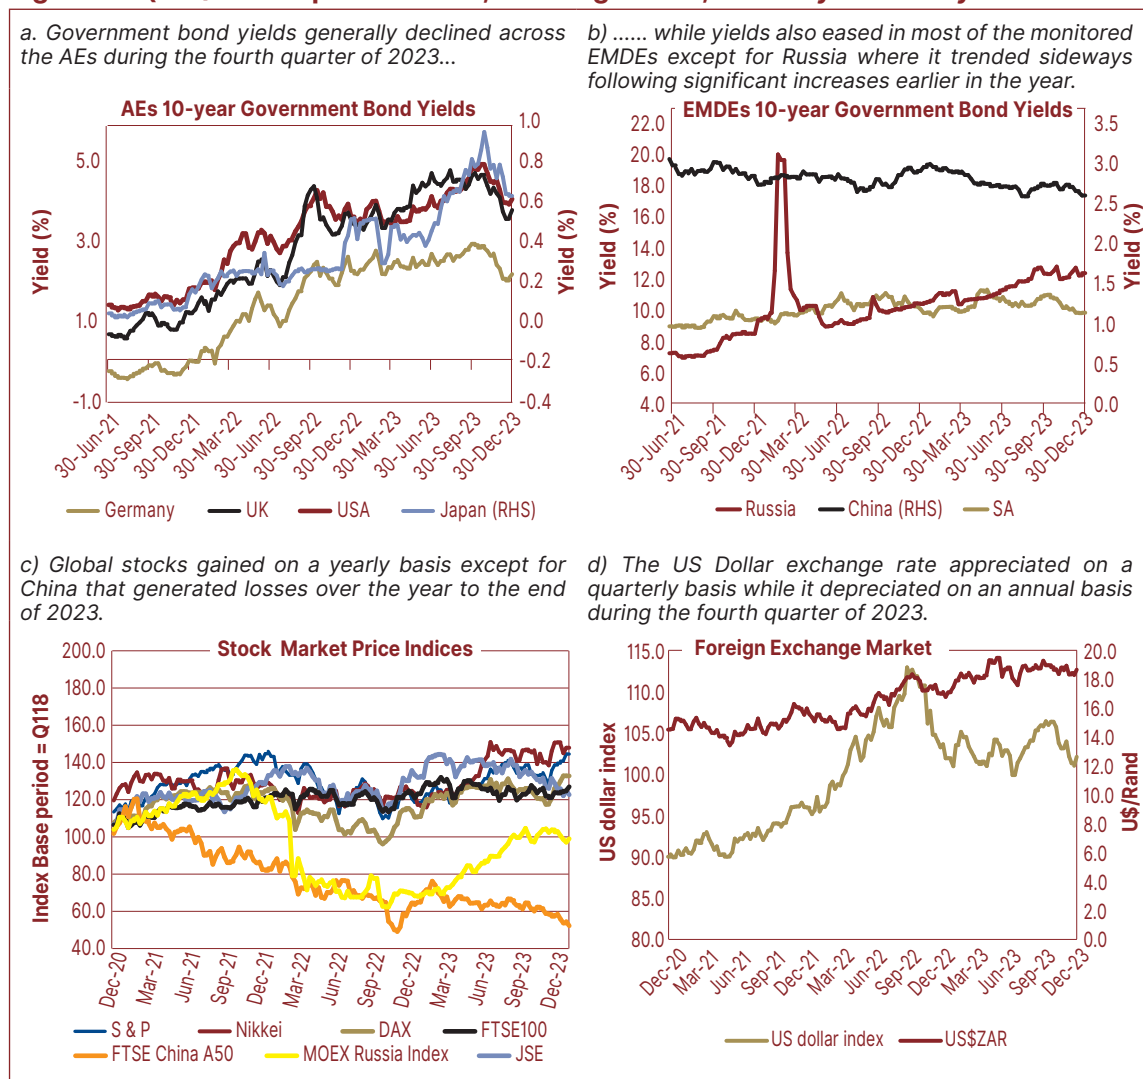 a. Government bond yields generally declined across
the AEs during the fourth quarter of 2023...
AEs 10-year Government Bond Yields
Yield (%)
5.0
3.0
1.0
-1.0
1.0
0.8
0.6
0.4
0.2
0.0
-0.2
-0.4
Yield (%)
30-Jun-21
30-Sep-21
30-Dec-21
30-Mar-22
30-Jun-22
30-Sep-22
30-Dec-22
30-Mar-23
30-Jun-23
30-Sep-23
30-Dec-23
Germany UK USA Japan (RHS)
b) ...... while yields also eased in most of the monitored
EMDEs except for Russia where it trended sideways
following significant increases earlier in the year.
EMDEs 10-year Government Bond Yields
Yield (%)
22.0
20.0
18.0
16.0
14.0
12.0
10.0
8.0
6.0
4.0
3.5
3.0
2.5
2.0
1.5
1.0
0.5
0.0
Yield (%)
30-Jun-21
30-Sep-21
30-Dec-21
30-Mar-22
30-Jun-22
30-Sep-22
30-Dec-22
30-Mar-23
30-Jun-23
30-Sep-23
30-Dec-23
Russia China (RHS) SA
c) Global stocks gained on a yearly basis except for
China that generated losses over the year to the end
of 2023.
Stock Market Price Indices
Index Base period = Q118
200.0
180.0
160.0
140.0
120.0
100.0
80.0
60.0
40.0
Dec-20
Mar-21
Jun-21
Sep-21
Dec-21
Mar-22
Jun-22
Sep-22
Dec-22
Mar-23
Jun-23
Sep-23
Dec-23
S & P Nikkei DAX FTSE100
FTSE China A50 MOEX Russia Index JSE
d) The US Dollar exchange rate appreciated on a
quarterly basis while it depreciated on an annual basis
during the fourth quarter of 2023.
Foreign Exchange Market
US dollar index
115.0
110.0
105.0
100.0
95.0
90.0
85.0
80.0
20.0
18.0
16.0
14.0
12.0
10.0
8.0
6.0
4.0
2.0
0.0
U$/Rand
Dec-20
Mar-21
Jun-21
Sep-21
Dec-21
Mar-22
Jun-22
Sep-22
Dec-22
Mar-23
Jun-23
Sep-23
Dec-23
US dollar index US$ZAR